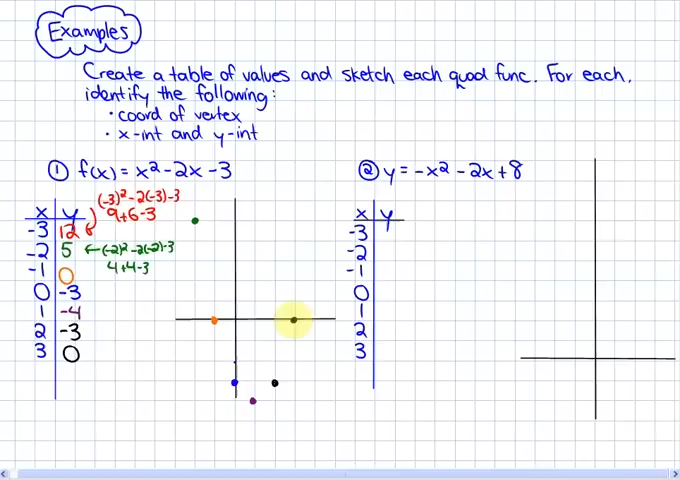 Examples
Create a table of values and sketch each quad func. For each,
identify the following:
• coord of vertex
• x-int and y-int
① f(x) = x² - 2x - 3
x y
-3 12 (-3)² - 2(-3) - 3
9 + 6 - 3
-2 5 ← (-2)² - 2(-2) - 3
4 + 4 - 3
-1 0
0 -3
1 -4
2 -3
3 0
② y = -x² - 2x + 8
x y
-3
-2
-1
0
1
2
3